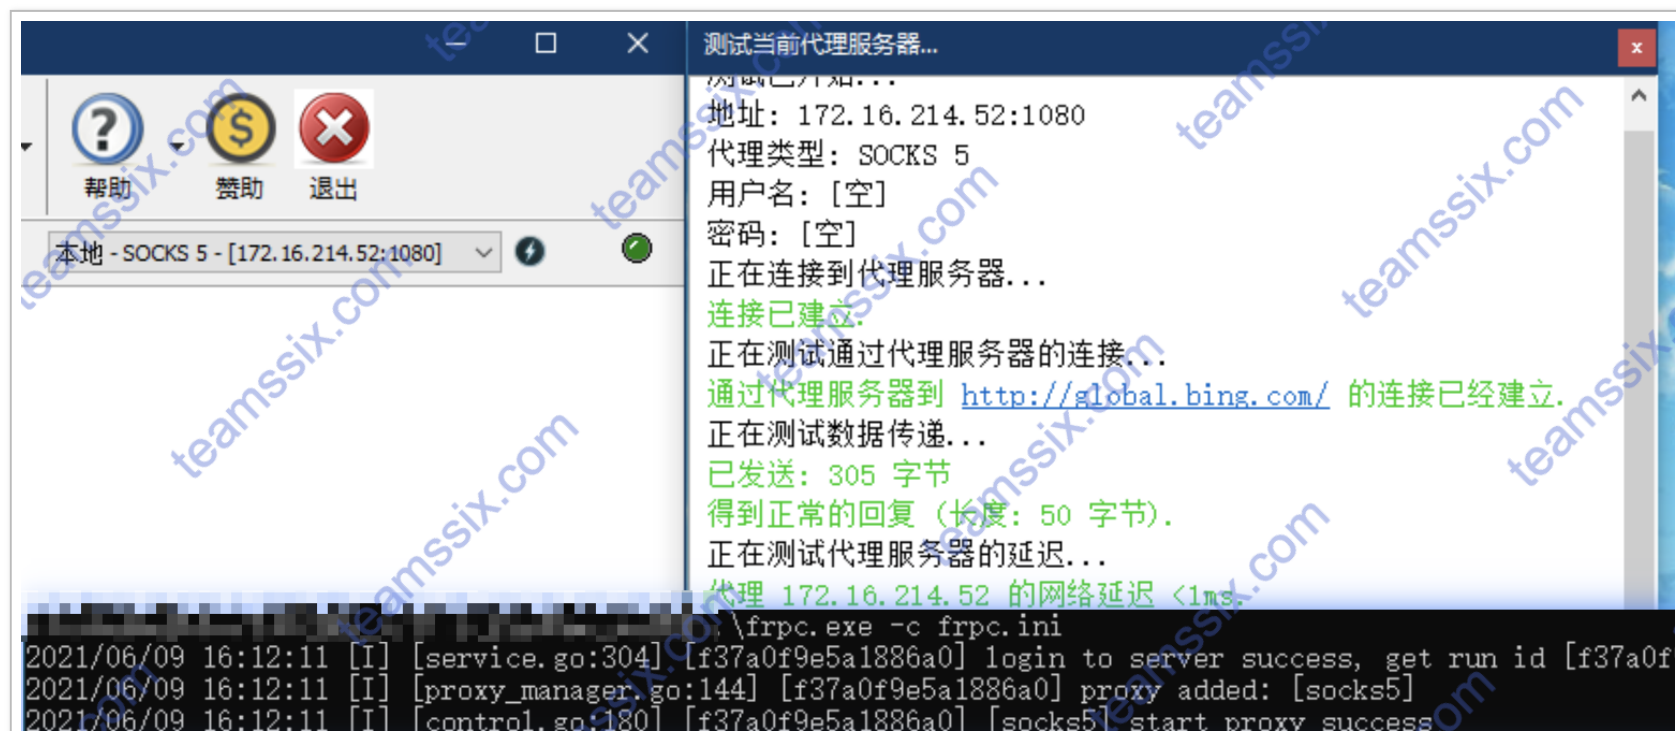 测试当前代理服务器...
测试已开始...
地址: 172.16.214.52:1080
代理类型: SOCKS 5
用户名: [空]
密码: [空]
正在连接到代理服务器...
连接已建立.
正在测试通过代理服务器的连接...
通过代理服务器到 http://global.bing.com/ 的连接已经建立.
正在测试数据传递...
已发送: 305 字节
得到正常的回复 (长度: 50 字节).
正在测试代理服务器的延迟...
代理 172.16.214.52 的网络延迟 <1ms.
帮助
赞助
退出
本地 - SOCKS 5 - [172.16.214.52:1080]
.\frpc.exe -c frpc.ini
2021/06/09 16:12:11 [I] [service.go:304] [f37a0f9e5a1886a0] login to server success, get run id [f37a0f
2021/06/09 16:12:11 [I] [proxy_manager.go:144] [f37a0f9e5a1886a0] proxy added: [socks5]
2021/06/09 16:12:11 [I] [control.go:180] [f37a0f9e5a1886a0] [socks5] start proxy success
teamssix.com